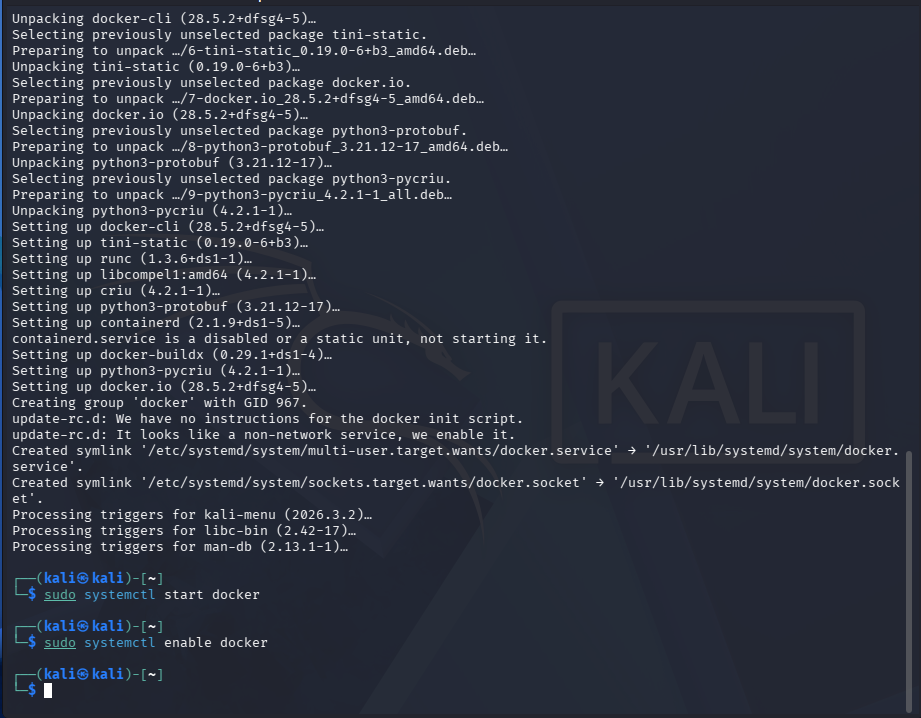 Unpacking docker-cli (28.5.2+dfsg4-5)…
Selecting previously unselected package tini-static.
Preparing to unpack …/6-tini-static_0.19.0-6+b3_amd64.deb…
Unpacking tini-static (0.19.0-6+b3)…
Selecting previously unselected package docker.io.
Preparing to unpack …/7-docker.io_28.5.2+dfsg4-5_amd64.deb…
Unpacking docker.io (28.5.2+dfsg4-5)…
Selecting previously unselected package python3-protobuf.
Preparing to unpack …/8-python3-protobuf_3.21.12-17_amd64.deb…
Unpacking python3-protobuf (3.21.12-17)…
Selecting previously unselected package python3-pycriu.
Preparing to unpack …/9-python3-pycriu_4.2.1-1_all.deb…
Unpacking python3-pycriu (4.2.1-1)…
Setting up docker-cli (28.5.2+dfsg4-5)…
Setting up tini-static (0.19.0-6+b3)…
Setting up runc (1.3.6+ds1-1)…
Setting up libcompel1:amd64 (4.2.1-1)…
Setting up criu (4.2.1-1)…
Setting up python3-protobuf (3.21.12-17)…
Setting up containerd (2.1.9+ds1-5)…
containerd.service is a disabled or a static unit, not starting it.
Setting up docker-buildx (0.29.1+ds1-4)…
Setting up python3-pycriu (4.2.1-1)…
Setting up docker.io (28.5.2+dfsg4-5)…
Creating group 'docker' with GID 967.
update-rc.d: We have no instructions for the docker init script.
update-rc.d: It looks like a non-network service, we enable it.
Created symlink '/etc/systemd/system/multi-user.target.wants/docker.service' → '/usr/lib/systemd/system/docker.
service'.
Created symlink '/etc/systemd/system/sockets.target.wants/docker.socket' → '/usr/lib/systemd/system/docker.sock
et'.
Processing triggers for kali-menu (2026.3.2)…
Processing triggers for libc-bin (2.42-17)…
Processing triggers for man-db (2.13.1-1)…
┌──(kali㉿kali)-[~]
└─$ sudo systemctl start docker
┌──(kali㉿kali)-[~]
└─$ sudo systemctl enable docker
┌──(kali㉿kali)-[~]
└─$
KALI